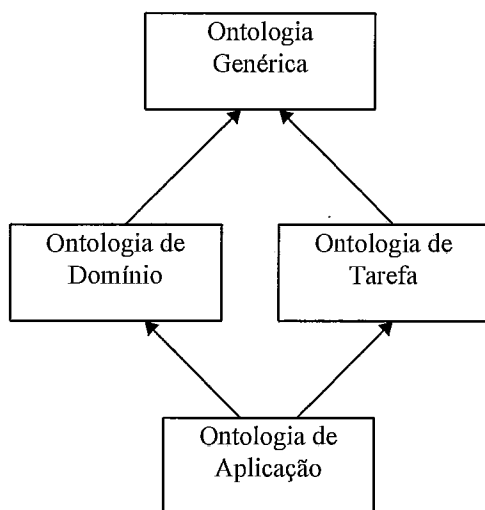 Ontologia
Genérica
Ontologia de
Domínio
Ontologia de
Tarefa
Ontologia de
Aplicação